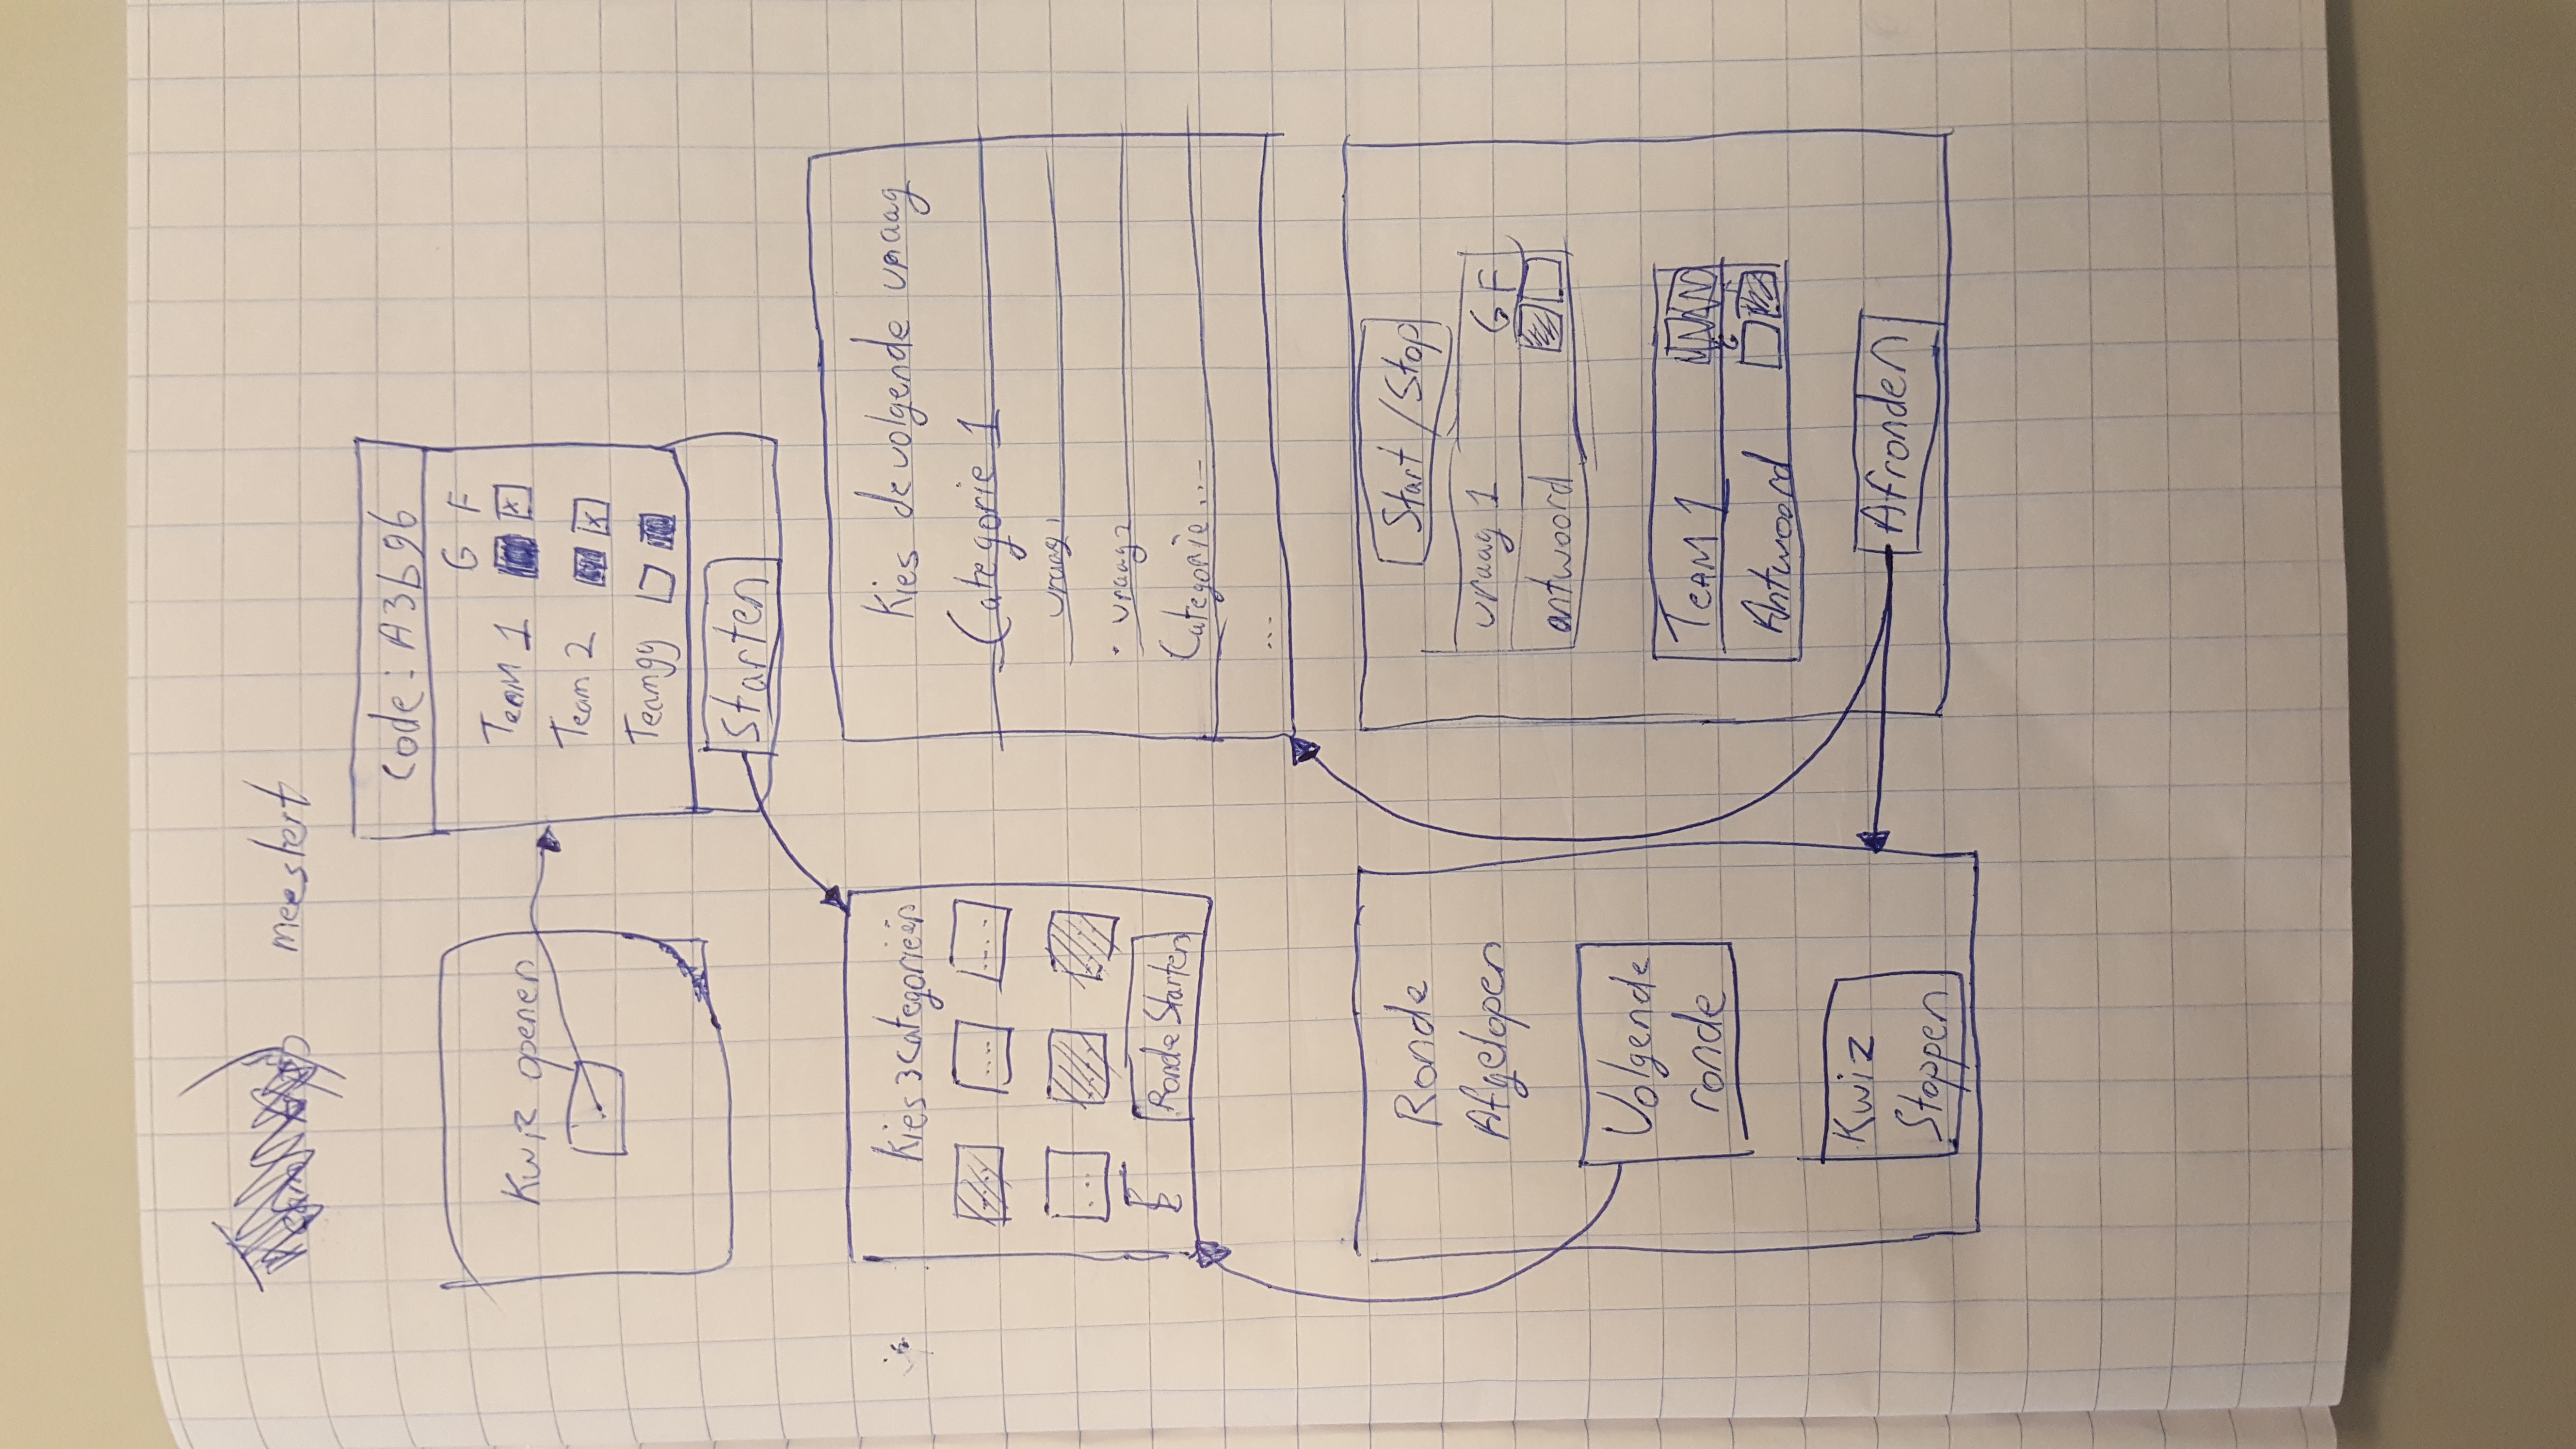 meestert
Kwiz openen
Code: A3b96
G F
TEAM 1
Team 2
Teamgg
Starten
Kies 3 categorieën
....
....
....
...
Ronde Starten
Kies de volgende vraag
Categorie 1
vraag 1
• vraag 2
Categorie ...
...
Ronde
Afgelopen
Volgende
ronde
Kwiz
Stoppen
Start / Stop
vraag 1 G F
antwoord
TEAM 1
G
Antwoord
Afronden